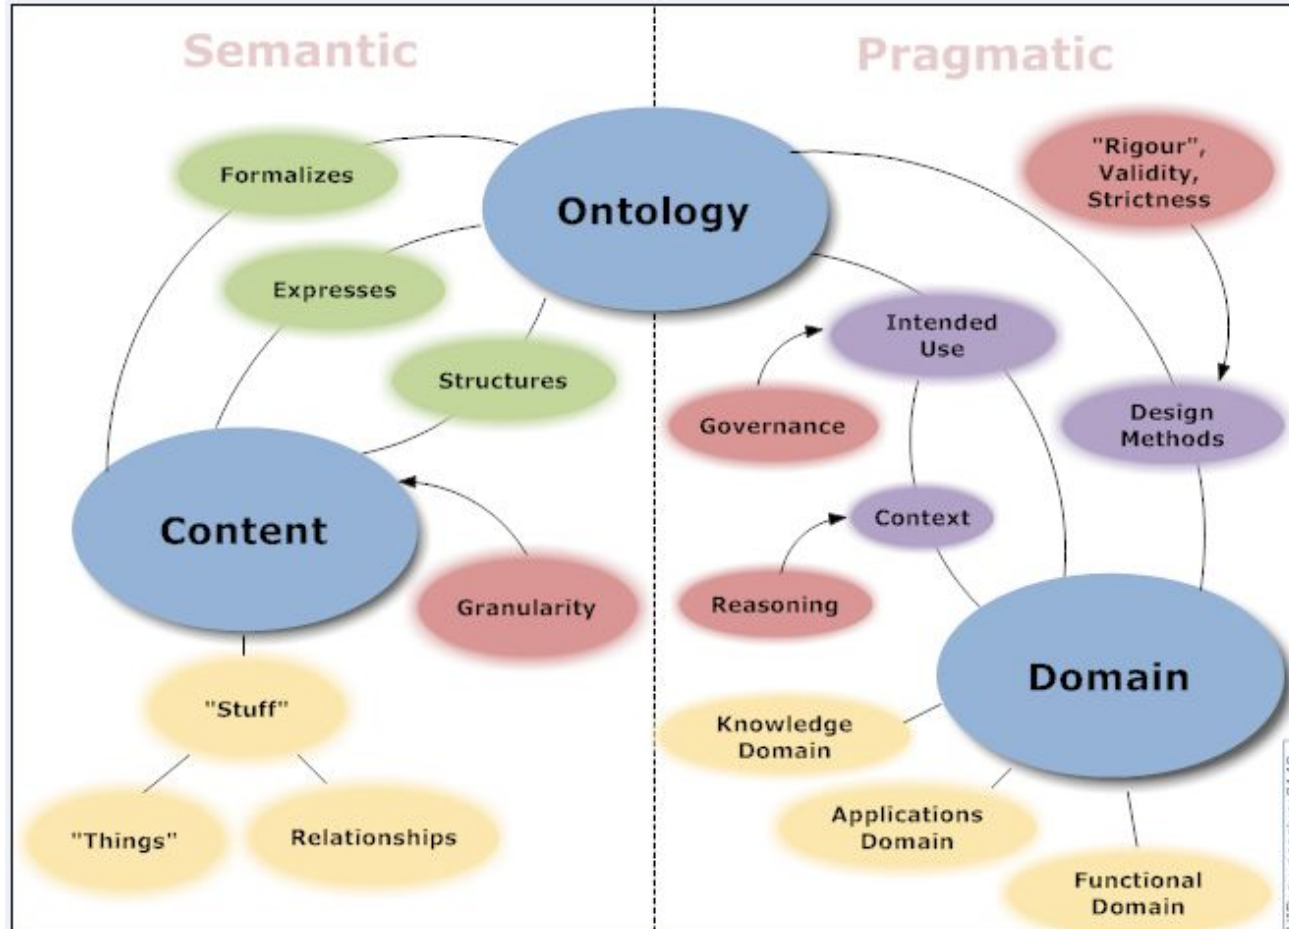 Semantic
Pragmatic
Formalizes
Ontology
"Rigour",
Validity,
Strictness
Expresses
Structures
Intended
Use
Governance
Design
Methods
Content
Context
Granularity
Reasoning
Domain
"Stuff"
Knowledge
Domain
"Things"
Relationships
Applications
Domain
Functional
Domain